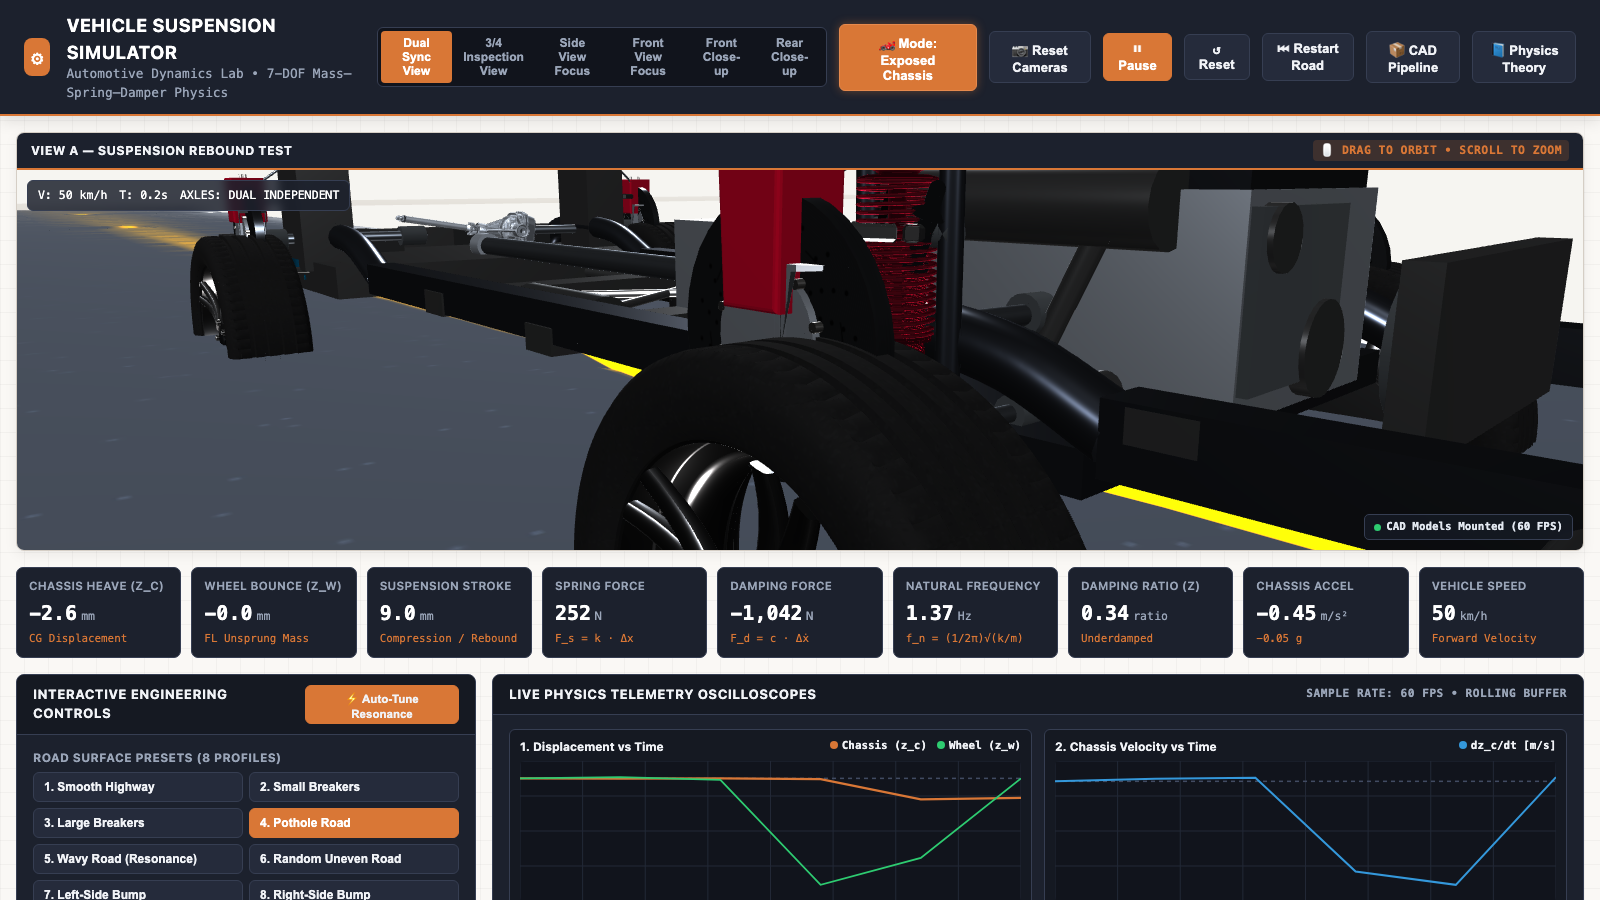 VEHICLE SUSPENSION
SIMULATOR
Automotive Dynamics Lab • 7-DOF Mass–
Spring–Damper Physics
Dual
Sync
View
3/4
Inspection
View
Side
View
Focus
Front
View
Focus
Front
Close-
up
Rear
Close-
up
🏎️ Mode:
Exposed
Chassis
📷 Reset
Cameras
⏸
Pause
↺
Reset
⏮ Restart
Road
📦 CAD
Pipeline
📘 Physics
Theory
VIEW A — SUSPENSION REBOUND TEST
DRAG TO ORBIT • SCROLL TO ZOOM
V: 50 km/h T: 0.2s AXLES: DUAL INDEPENDENT
CAD Models Mounted (60 FPS)
CHASSIS HEAVE (Z_C)
-2.6 mm
CG Displacement
WHEEL BOUNCE (Z_W)
-0.0 mm
FL Unsprung Mass
SUSPENSION STROKE
9.0 mm
Compression / Rebound
SPRING FORCE
252 N
F_s = k · Δx
DAMPING FORCE
-1,042 N
F_d = c · Δẋ
NATURAL FREQUENCY
1.37 Hz
f_n = (1/2π)√(k/m)
DAMPING RATIO (Ζ)
0.34 ratio
Underdamped
CHASSIS ACCEL
-0.45 m/s²
-0.05 g
VEHICLE SPEED
50 km/h
Forward Velocity
INTERACTIVE ENGINEERING
CONTROLS
⚡ Auto-Tune
Resonance
ROAD SURFACE PRESETS (8 PROFILES)
1. Smooth Highway
2. Small Breakers
3. Large Breakers
4. Pothole Road
5. Wavy Road (Resonance)
6. Random Uneven Road
7. Left-Side Bump
8. Right-Side Bump
LIVE PHYSICS TELEMETRY OSCILLOSCOPES
SAMPLE RATE: 60 FPS • ROLLING BUFFER
1. Displacement vs Time
Chassis (z_c)
Wheel (z_w)
2. Chassis Velocity vs Time
dz_c/dt [m/s]